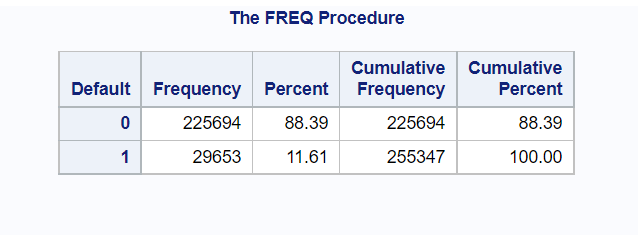 The FREQ Procedure
Cumulative Cumulative
Default Frequency Percent Frequency Percent
0 225694 88.39 225694 88.39
1 29653 11.61 255347 100.00